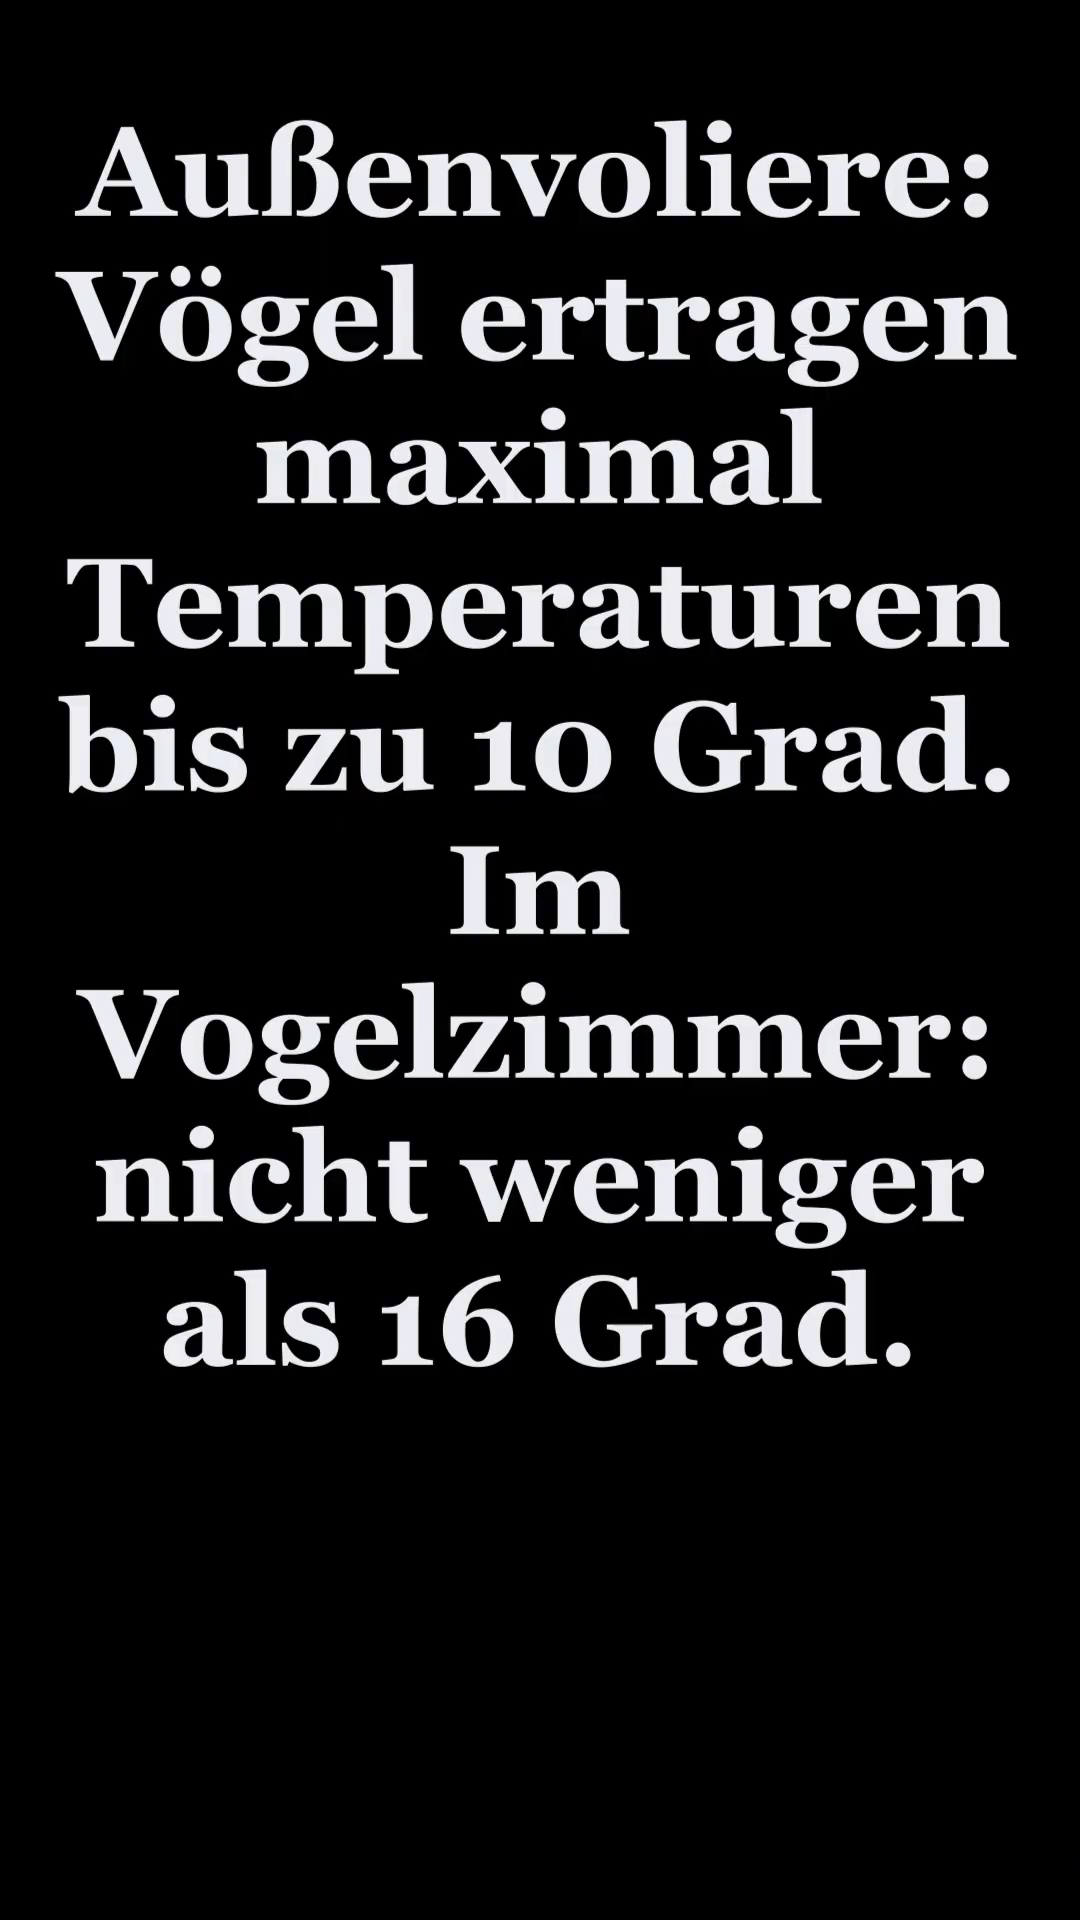 Außenvoliere:
Vögel ertragen
maximal
Temperaturen
bis zu 10 Grad.
Im
Vogelzimmer:
nicht weniger
als 16 Grad.